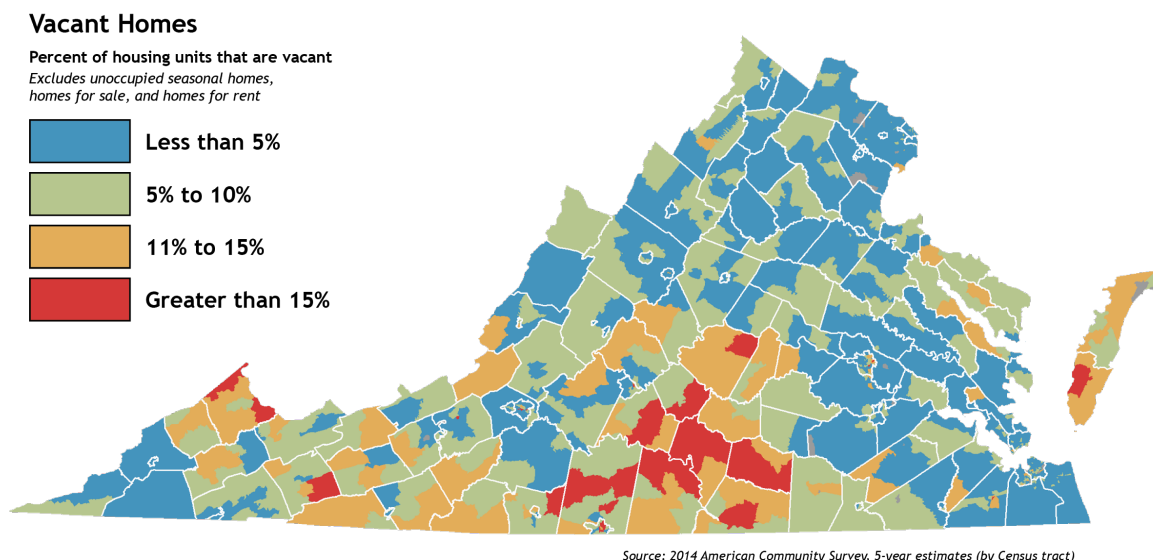 Vacant Homes
Percent of housing units that are vacant
Excludes unoccupied seasonal homes,
homes for sale, and homes for rent
Less than 5%
5% to 10%
11% to 15%
Greater than 15%
Source: 2014 American Community Survey, 5-year estimates (by Census tract)